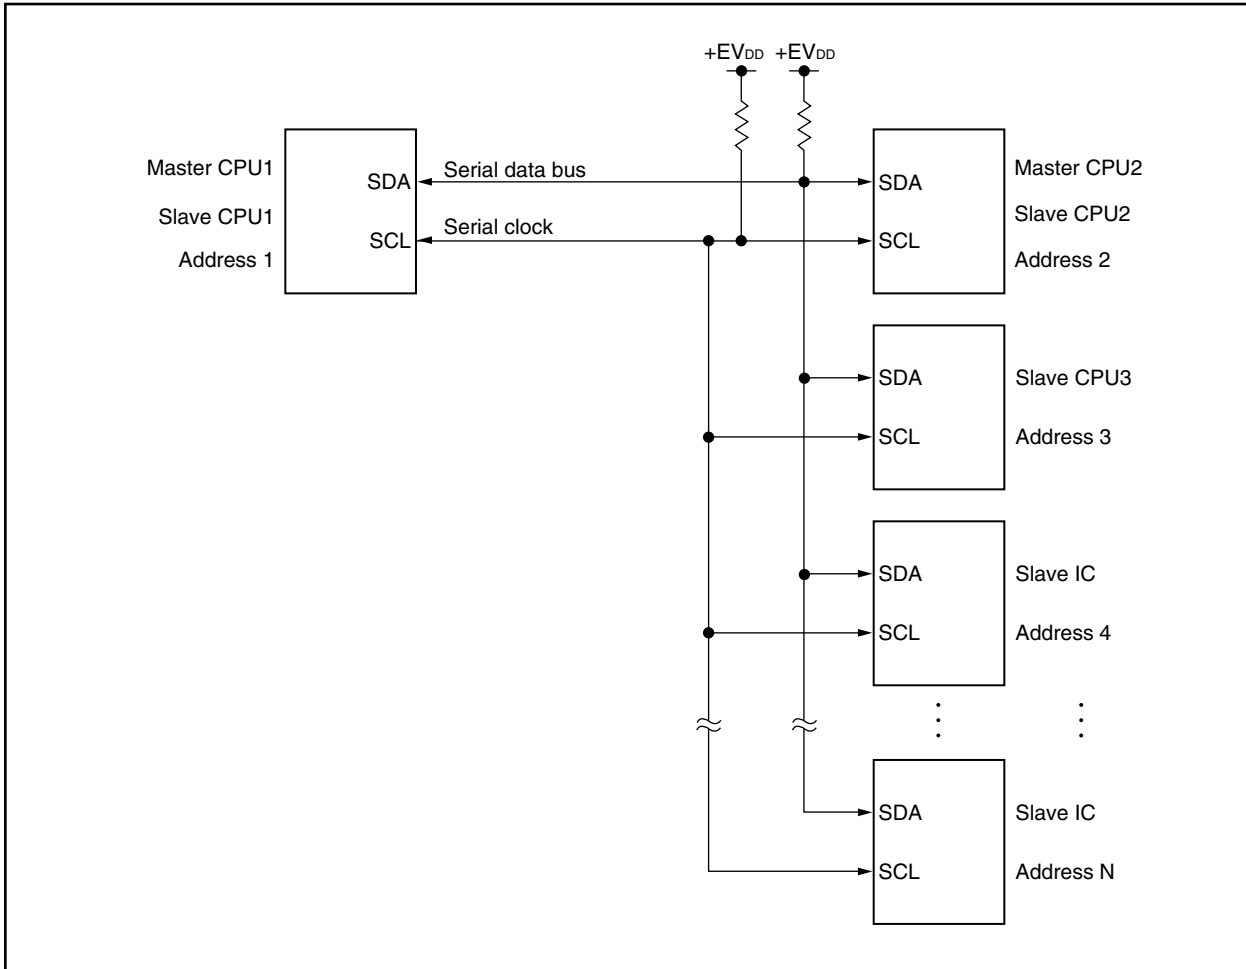 +EVDD +EVDD
Master CPU1
Slave CPU1
Address 1
SDA
SCL
Serial data bus
Serial clock
SDA
SCL
Master CPU2
Slave CPU2
Address 2
SDA
SCL
Slave CPU3
Address 3
SDA
SCL
Slave IC
Address 4
SDA
SCL
Slave IC
Address N